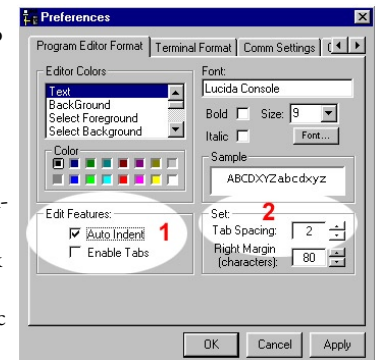 Preferences
Program Editor Format Terminal Format Comm Settings
Editor Colors
Text
BackGround
Select Foreground
Select Background
Color
Font:
Lucida Console
Bold Size: 9
Italic Font...
Sample
ABCDXYZabcdxyz
Edit Features:
Auto Indent 1
Enable Tabs
Set: 2
Tab Spacing: 2
Right Margin
(characters): 80
OK Cancel Apply